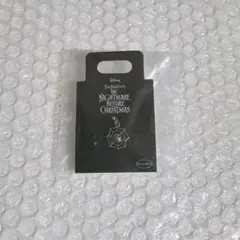 Disney
Tim Burton's
THE
NIGHTMARE
BEFORE
CHRISTMAS